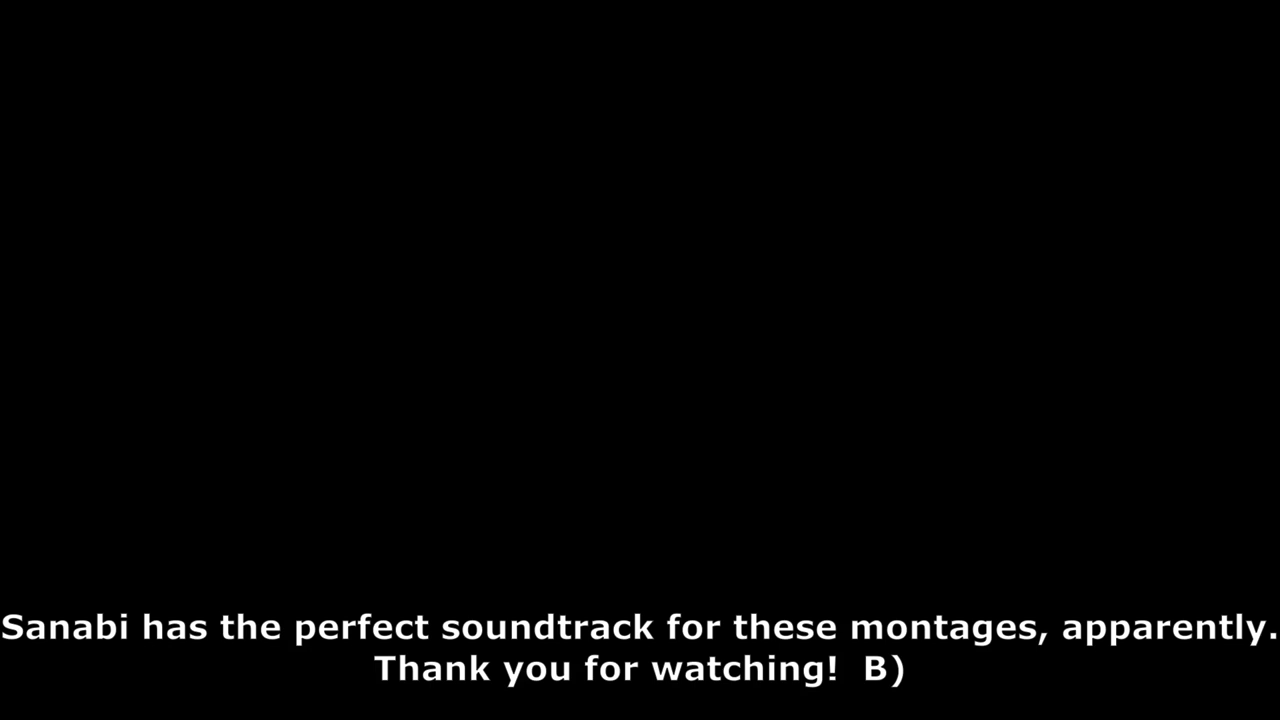 Sanabi has the perfect soundtrack for these montages, apparently.
Thank you for watching!  B)